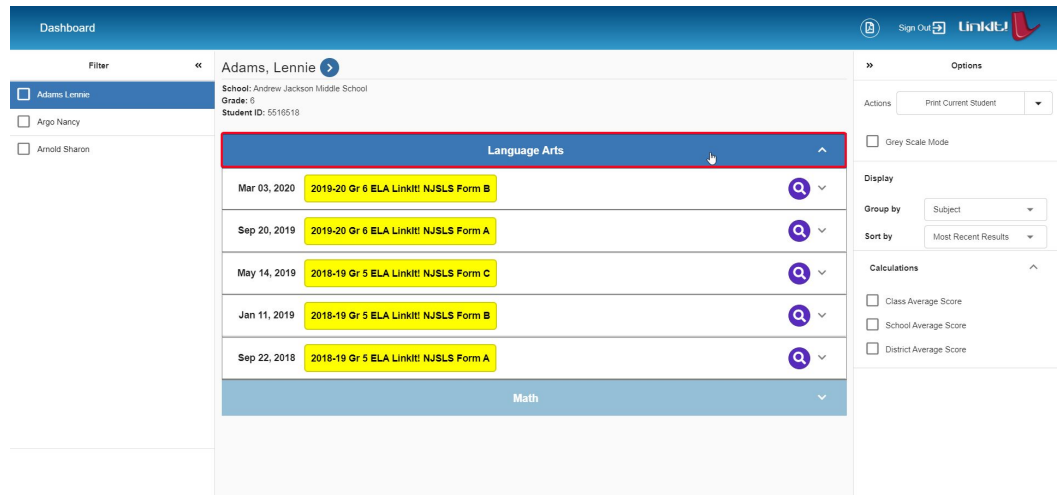 Dashboard
Sign Out
LinkIt!
Filter
Adams Lennie
Argo Nancy
Arnold Sharon
Adams, Lennie
School: Andrew Jackson Middle School
Grade: 6
Student ID: 5516518
Language Arts
Mar 03, 2020 2019-20 Gr 6 ELA LinkIt! NJSLS Form B
Sep 20, 2019 2019-20 Gr 6 ELA LinkIt! NJSLS Form A
May 14, 2019 2018-19 Gr 5 ELA LinkIt! NJSLS Form C
Jan 11, 2019 2018-19 Gr 5 ELA LinkIt! NJSLS Form B
Sep 22, 2018 2018-19 Gr 5 ELA LinkIt! NJSLS Form A
Math
Options
Actions Print Current Student
Grey Scale Mode
Display
Group by Subject
Sort by Most Recent Results
Calculations
Class Average Score
School Average Score
District Average Score